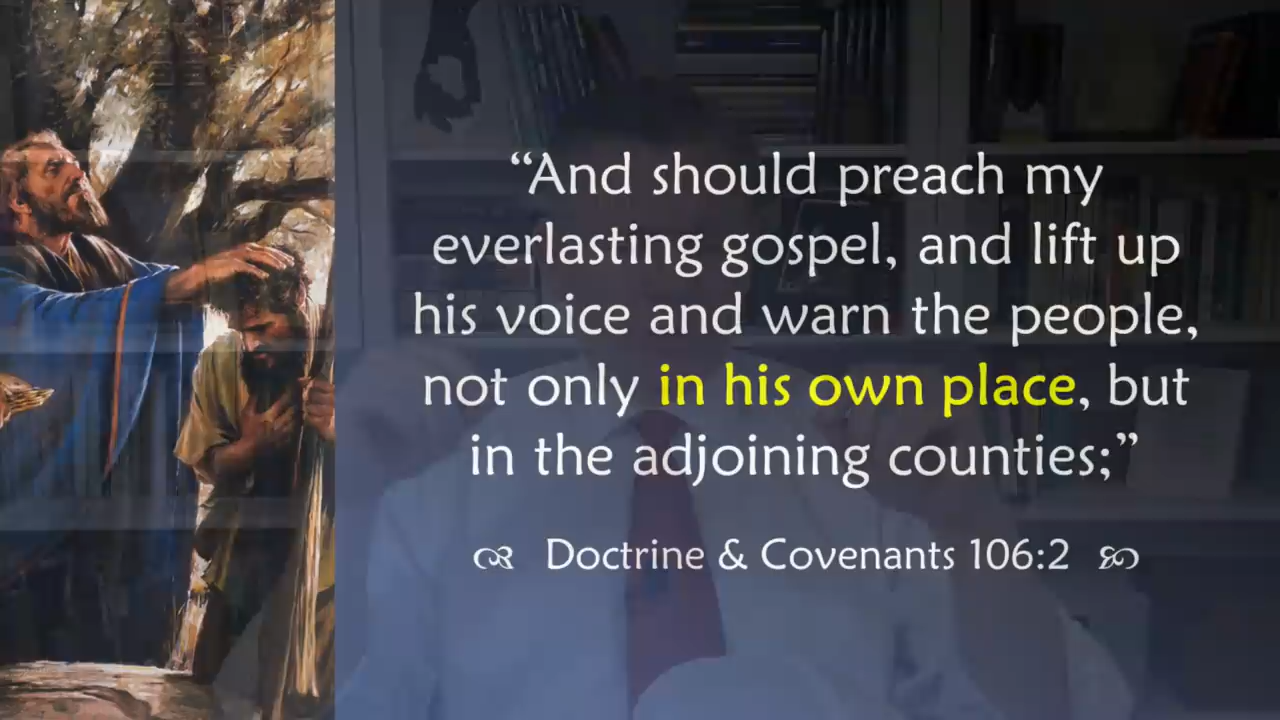 “And should preach my
everlasting gospel, and lift up
his voice and warn the people,
not only in his own place, but
in the adjoining counties;”
Doctrine & Covenants 106:2